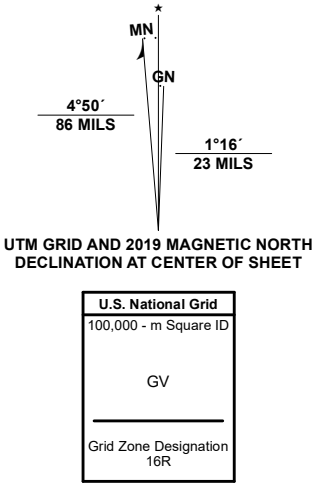 MN
GN
4°50´
86 MILS
1°16´
23 MILS
UTM GRID AND 2019 MAGNETIC NORTH
DECLINATION AT CENTER OF SHEET
U.S. National Grid
100,000 - m Square ID
GV
Grid Zone Designation
16R